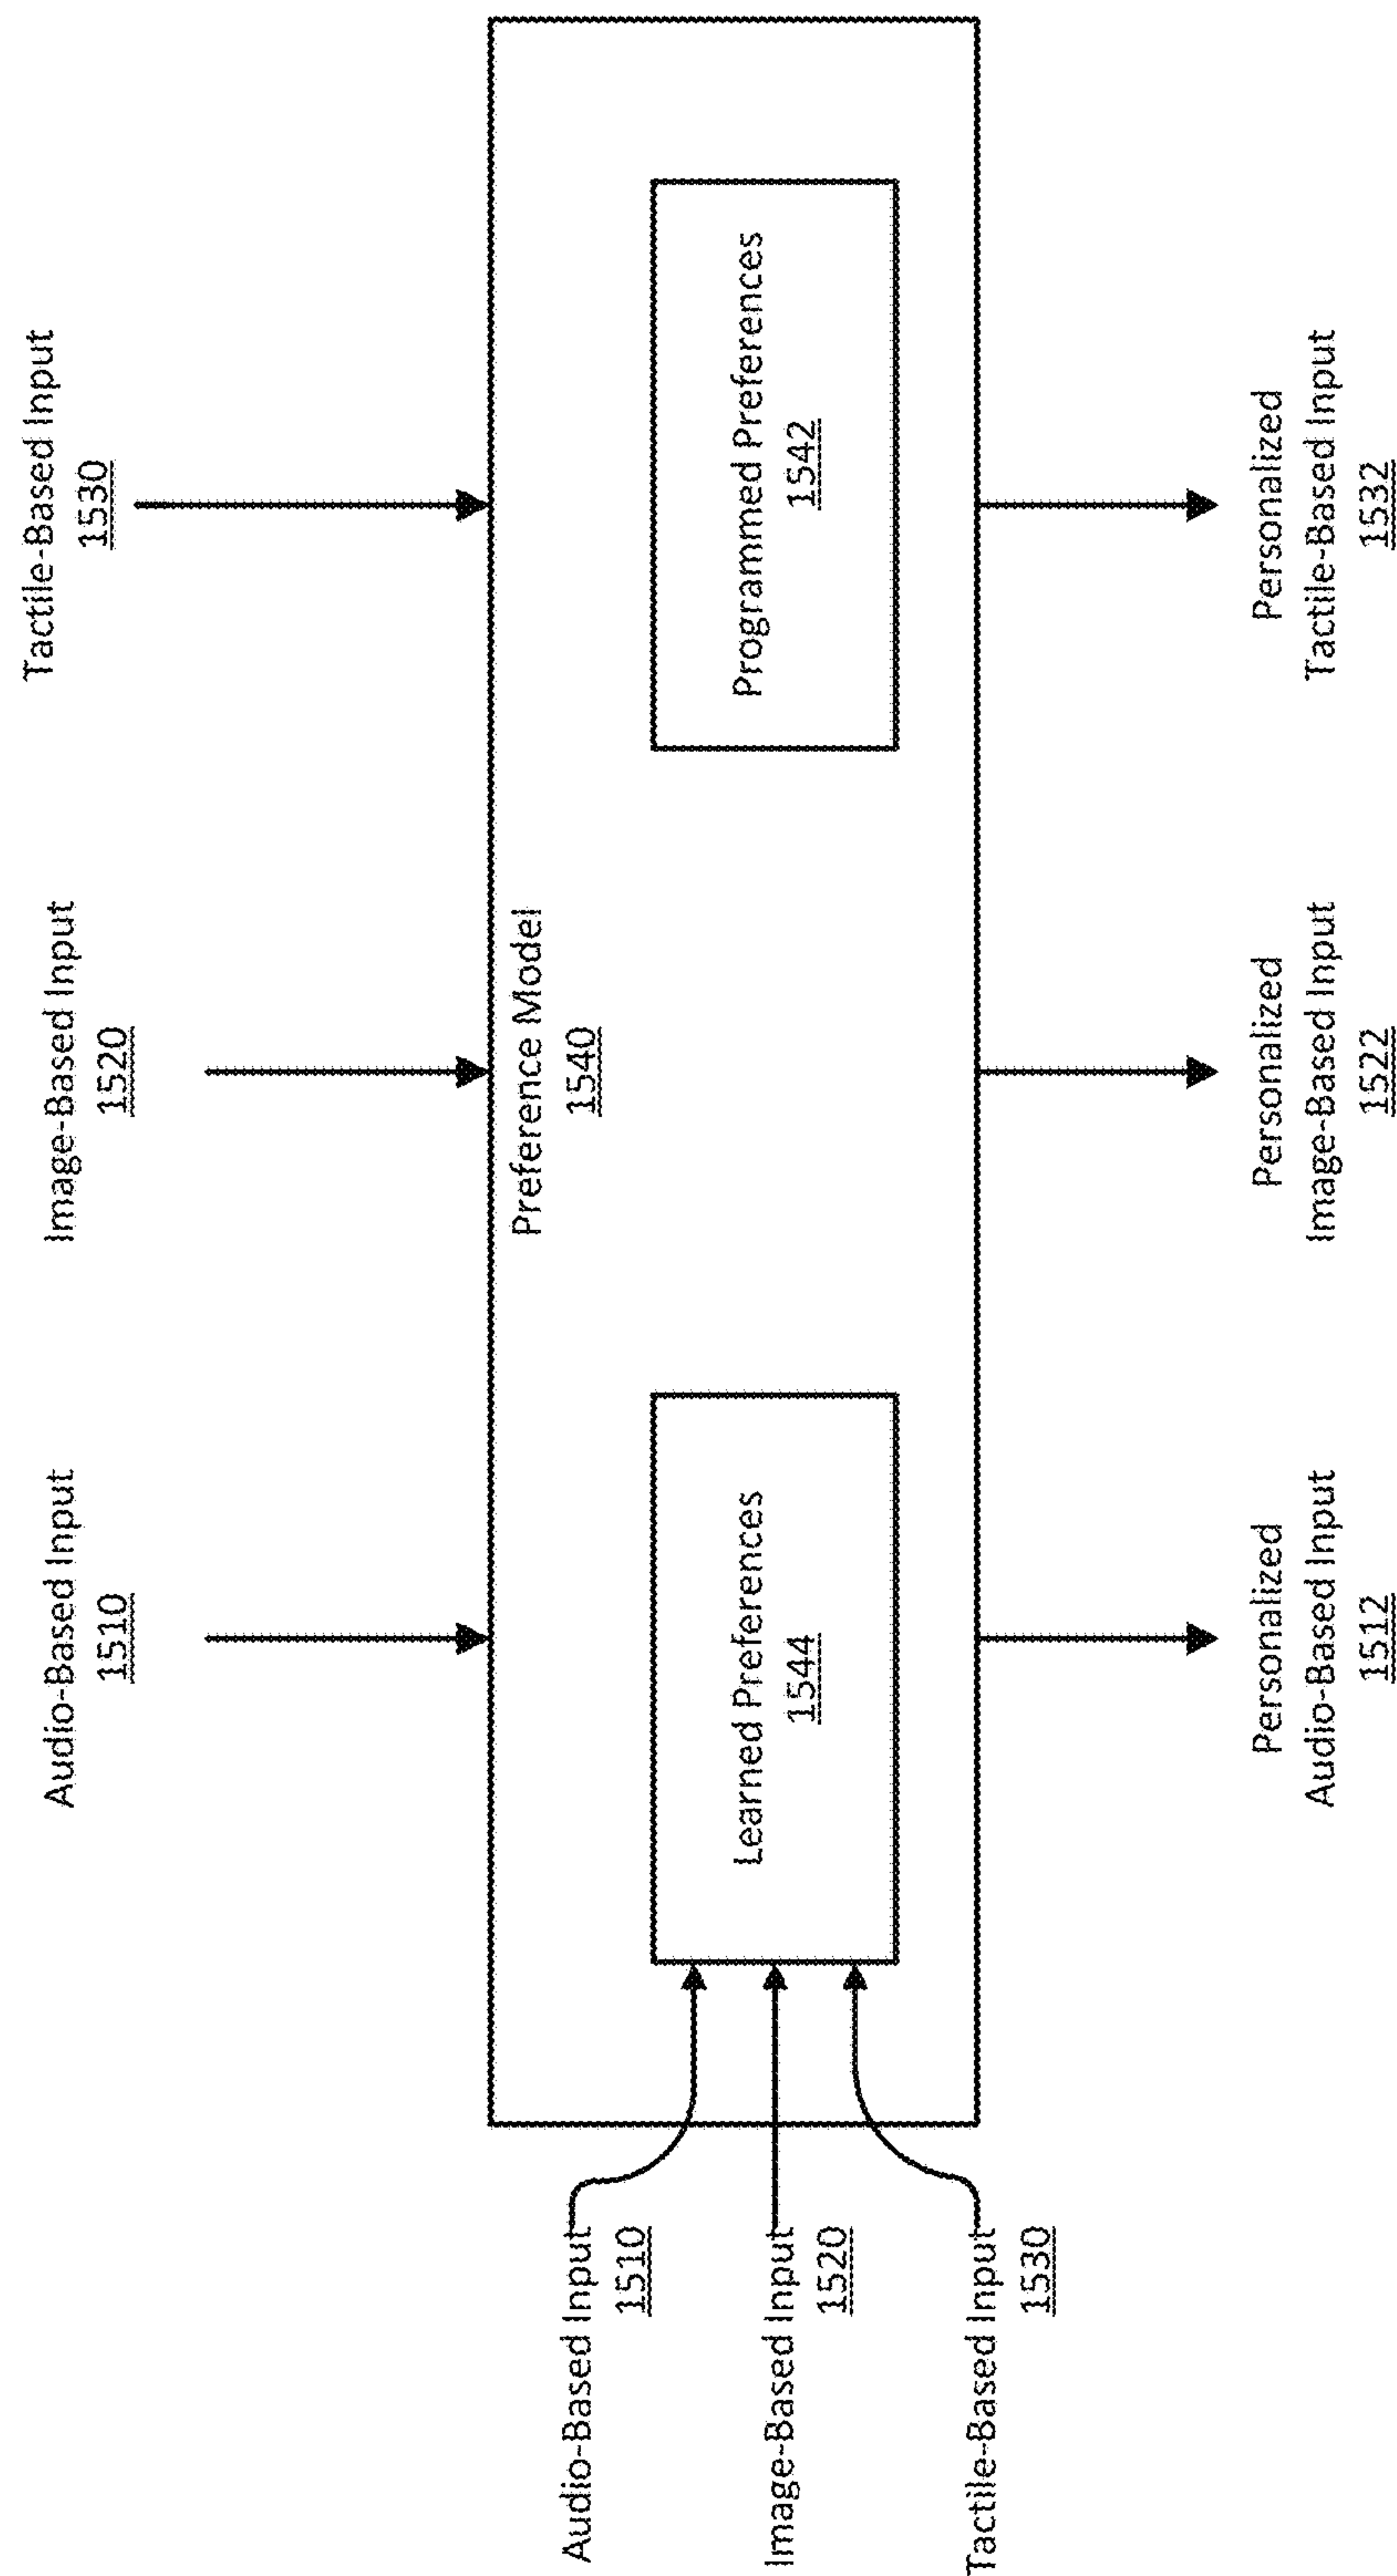 Audio-Based Input
1510
Image-Based Input
1520
Tactile-Based Input
1530
Preference Model
1540
Audio-Based Input
1510
Image-Based Input
1520
Tactile-Based Input
1530
Learned Preferences
1544
Programmed Preferences
1542
Personalized
Audio-Based Input
1512
Personalized
Image-Based Input
1522
Personalized
Tactile-Based Input
1532